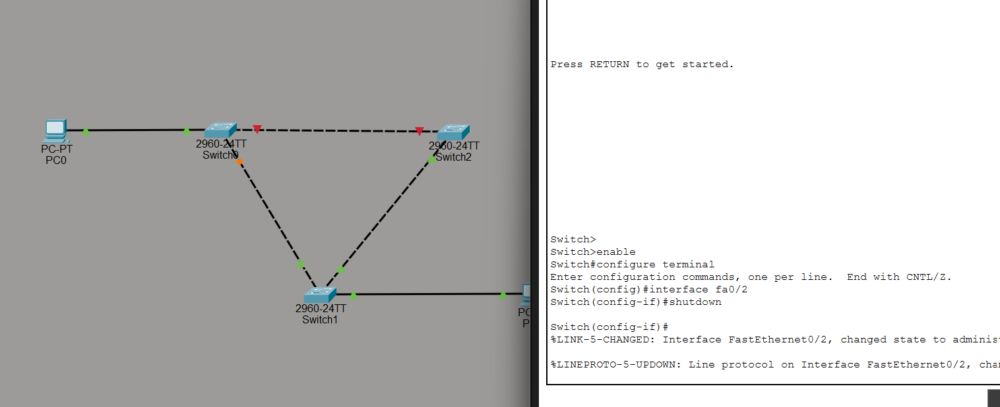 PC-PT
PC0
2960-24TT
Switch0
2960-24TT
Switch2
2960-24TT
Switch1
PC
P
Press RETURN to get started.
Switch>
Switch>enable
Switch#configure terminal
Enter configuration commands, one per line.  End with CNTL/Z.
Switch(config)#interface fa0/2
Switch(config-if)#shutdown
Switch(config-if)#
%LINK-5-CHANGED: Interface FastEthernet0/2, changed state to adminis
%LINEPROTO-5-UPDOWN: Line protocol on Interface FastEthernet0/2, cha